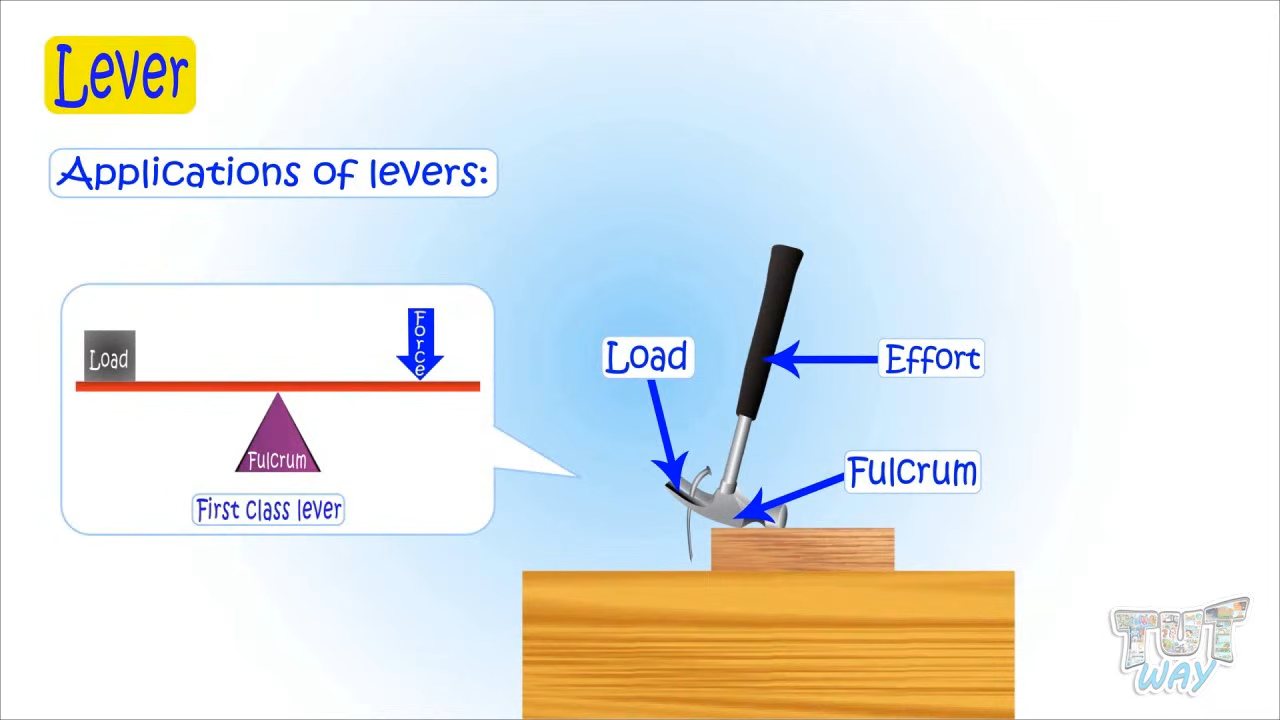 Lever
Applications of levers:
Load
Force
Fulcrum
First class lever
Load
Effort
Fulcrum
TUT
WAY